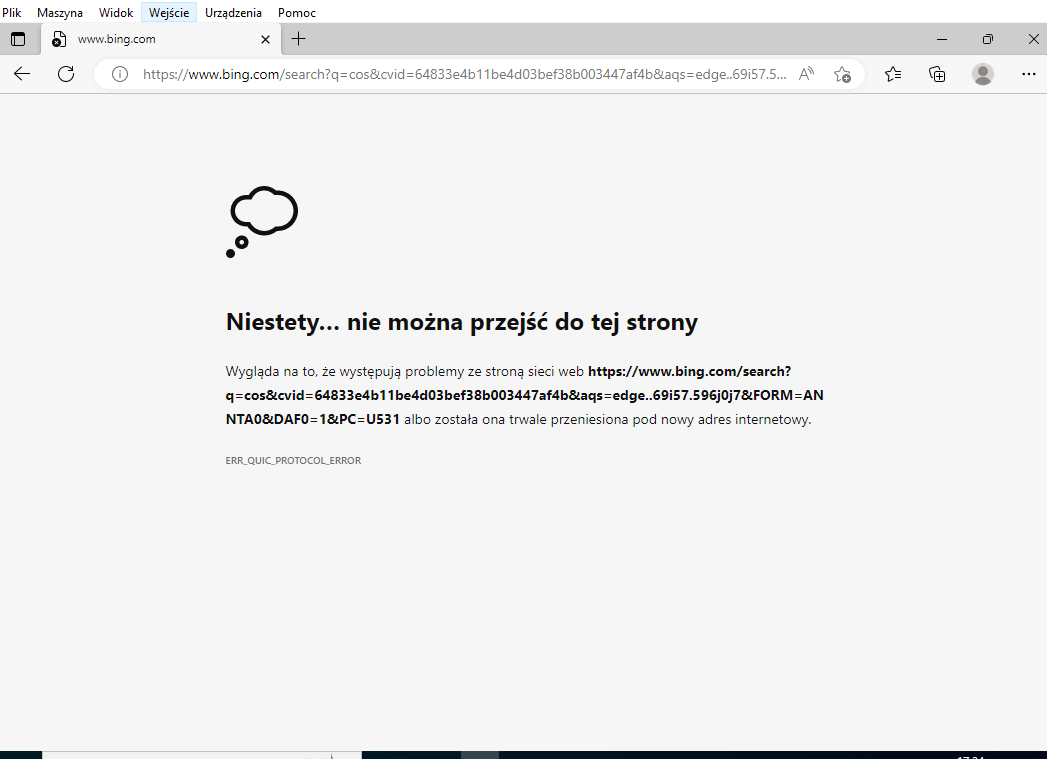 Plik Maszyna Widok Wejście Urządzenia Pomoc
www.bing.com
https://www.bing.com/search?q=cos&cvid=64833e4b11be4d03bef38b003447af4b&aqs=edge..69i57.5...
Niestety... nie można przejść do tej strony
Wygląda na to, że występują problemy ze stroną sieci web https://www.bing.com/search?
q=cos&cvid=64833e4b11be4d03bef38b003447af4b&aqs=edge..69i57.596j0j7&FORM=AN
NTA0&DAF0=1&PC=U531 albo została ona trwale przeniesiona pod nowy adres internetowy.
ERR_QUIC_PROTOCOL_ERROR